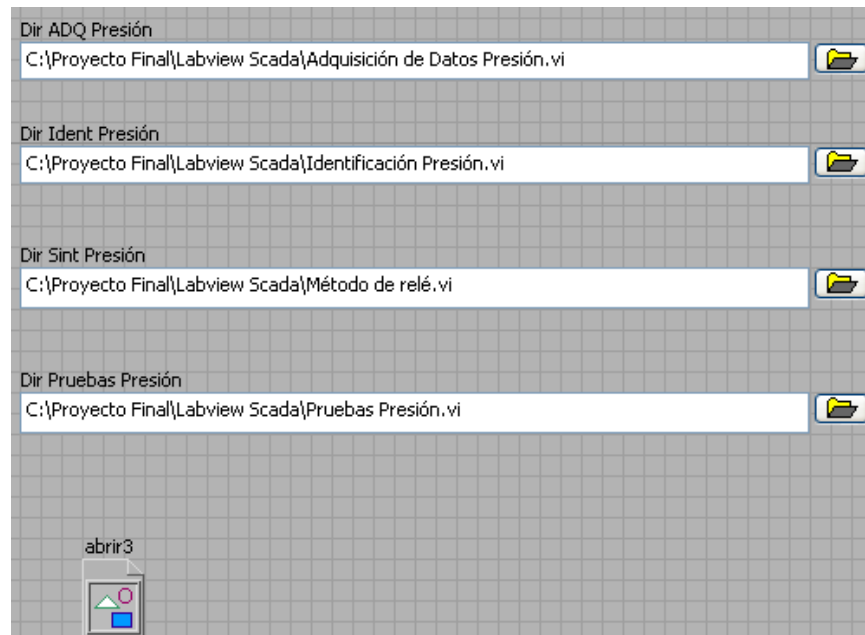 Dir ADQ Presión
C:\Proyecto Final\Labview Scada\Adquisición de Datos Presión.vi
Dir Ident Presión
C:\Proyecto Final\Labview Scada\Identificación Presión.vi
Dir Sint Presión
C:\Proyecto Final\Labview Scada\Método de relé.vi
Dir Pruebas Presión
C:\Proyecto Final\Labview Scada\Pruebas Presión.vi
abrir3